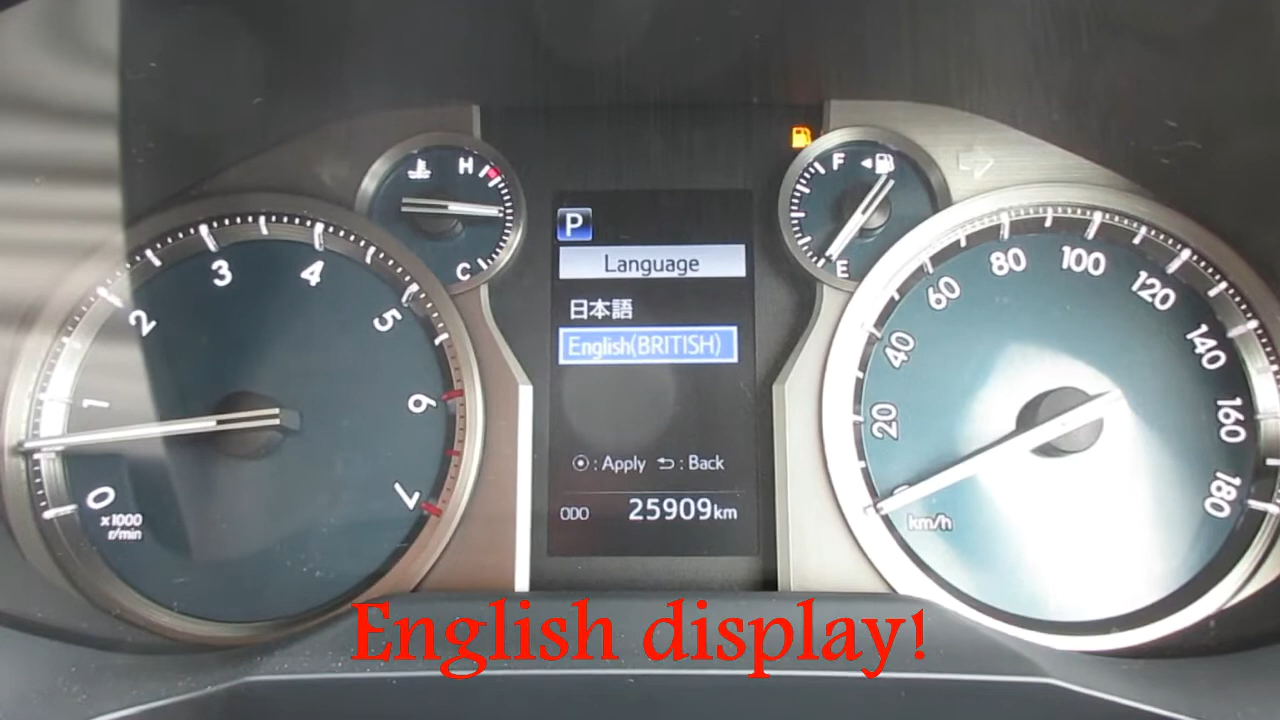 H
C
F
E
P
Language
日本語
English(BRITISH)
: Apply : Back
ODO 25909km
0
1
2
3
4
5
6
7
x1000
r/min
20
40
60
80
100
120
140
160
180
km/h
English display!